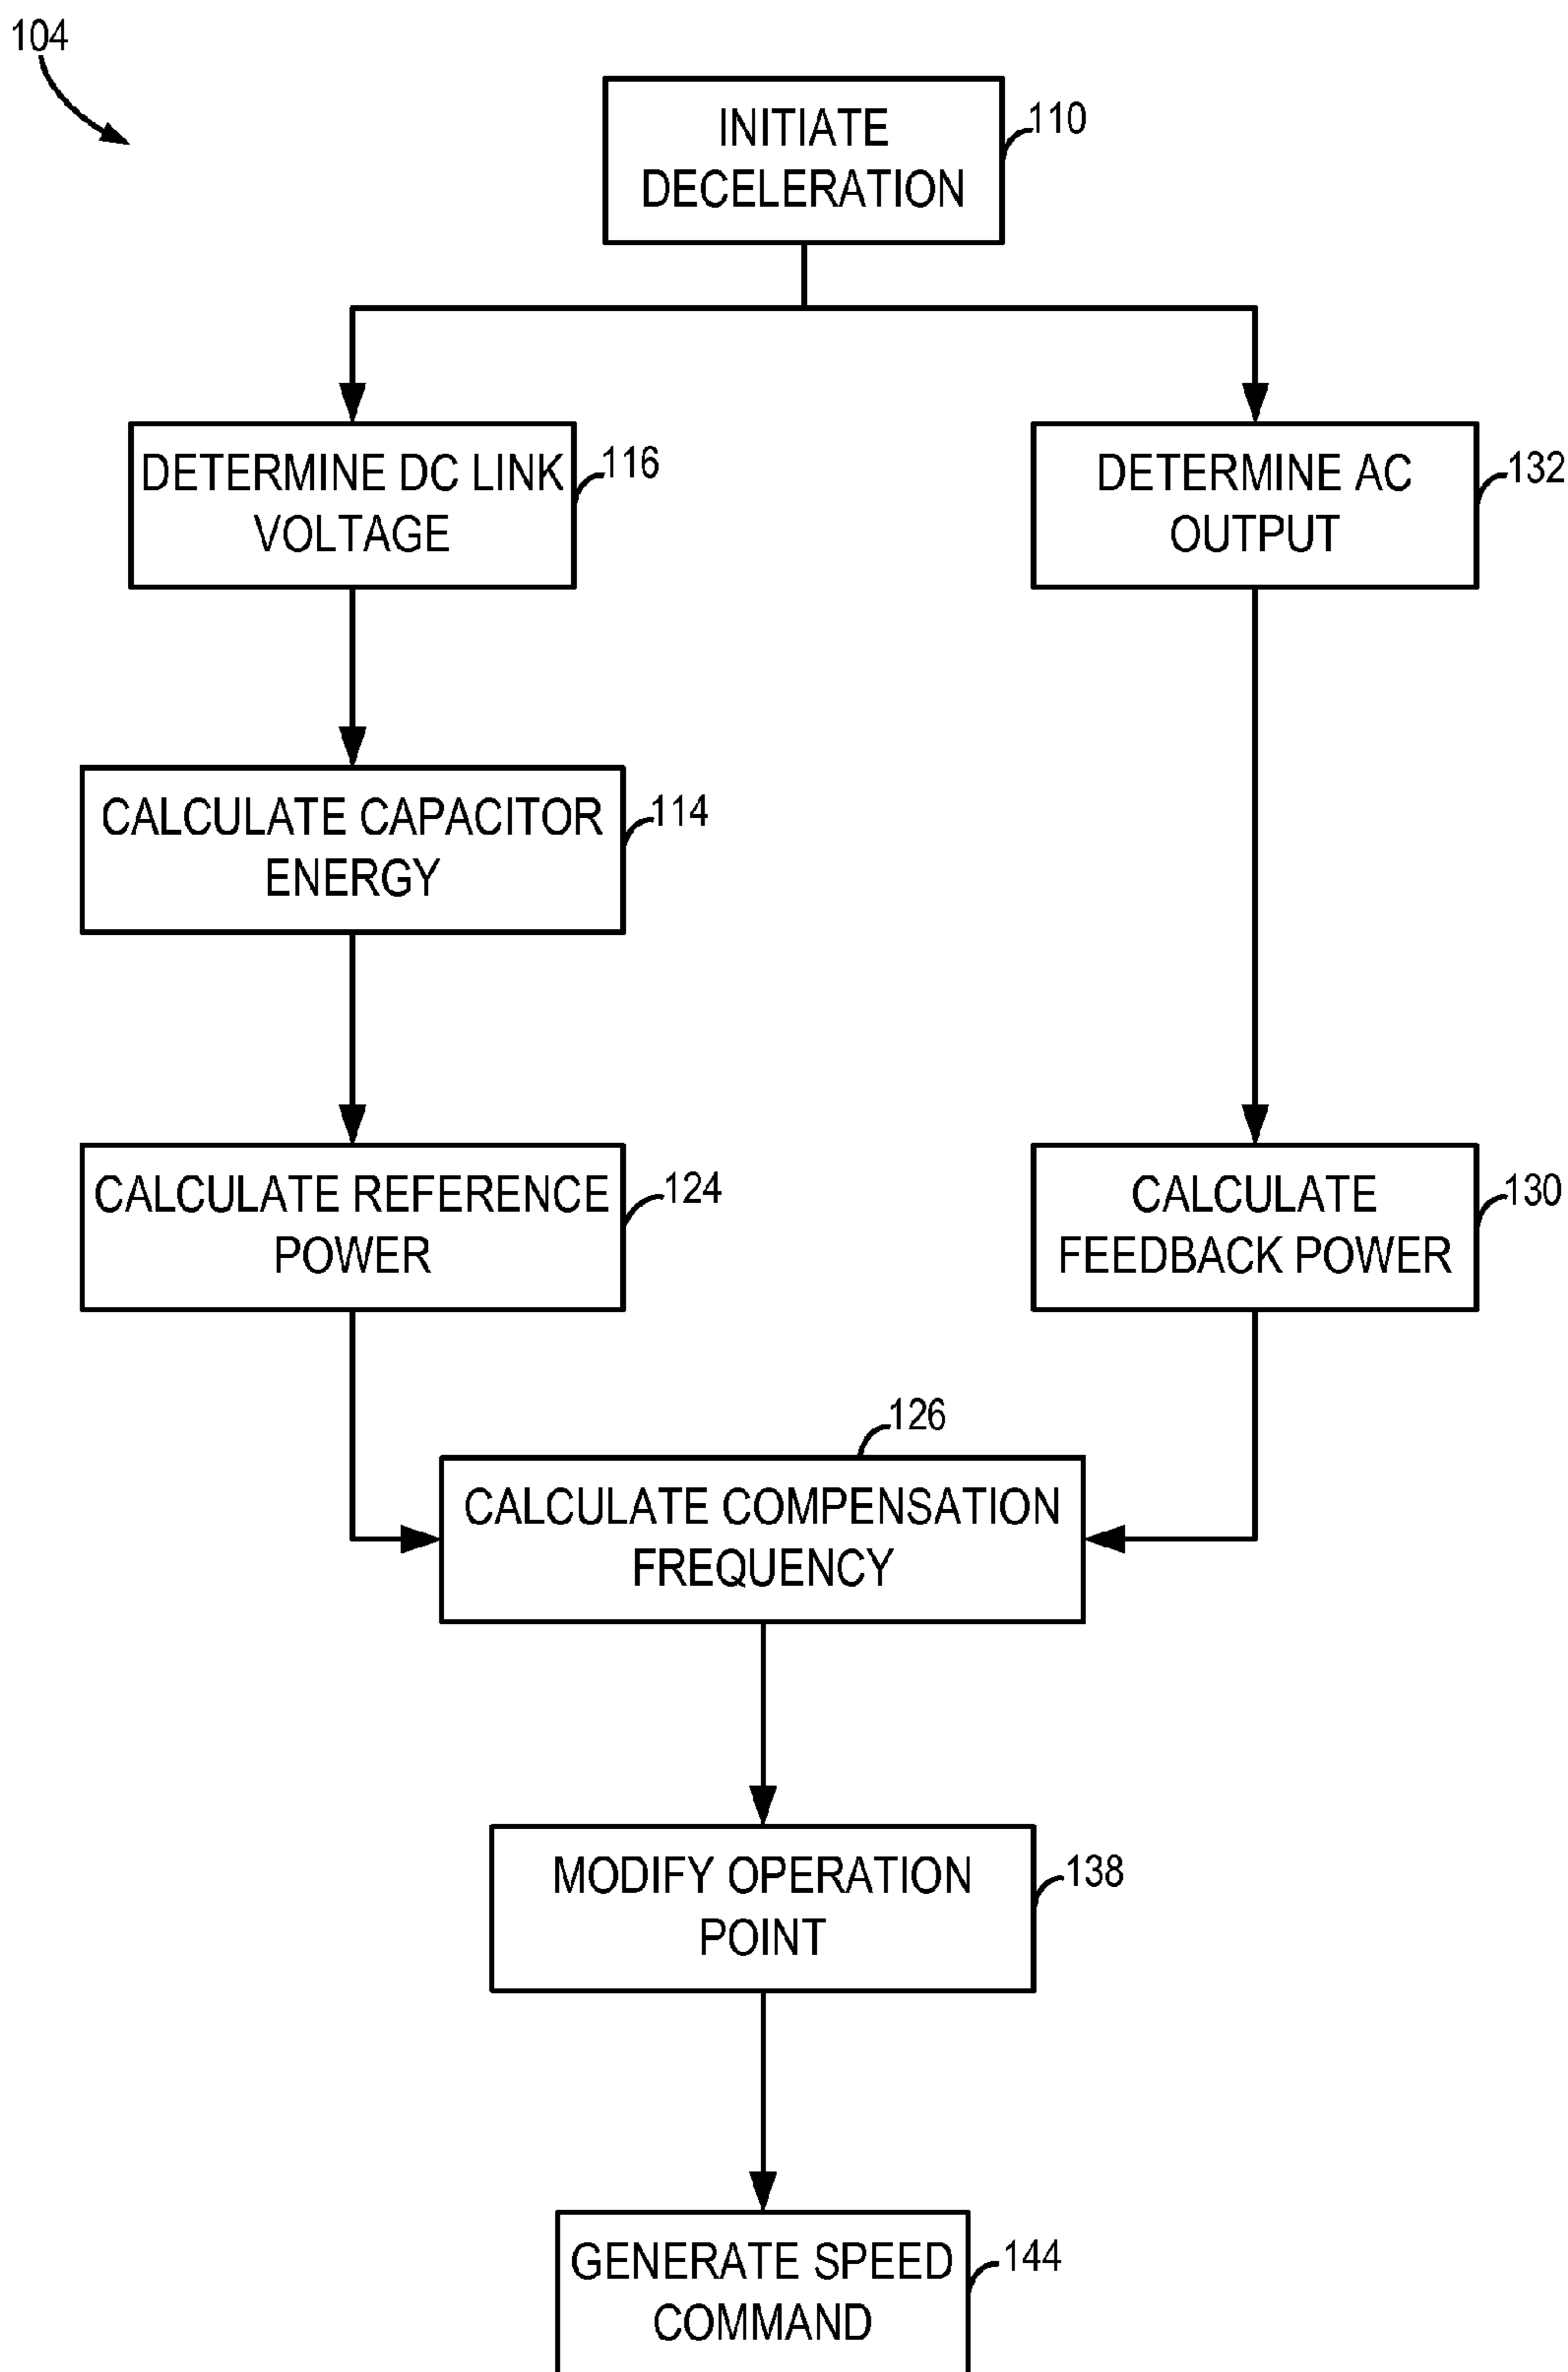 104
INITIATE
DECELERATION
110
DETERMINE DC LINK
VOLTAGE
116
DETERMINE AC
OUTPUT
132
CALCULATE CAPACITOR
ENERGY
114
CALCULATE REFERENCE
POWER
124
CALCULATE
FEEDBACK POWER
130
126
CALCULATE COMPENSATION
FREQUENCY
MODIFY OPERATION
POINT
138
GENERATE SPEED
COMMAND
144